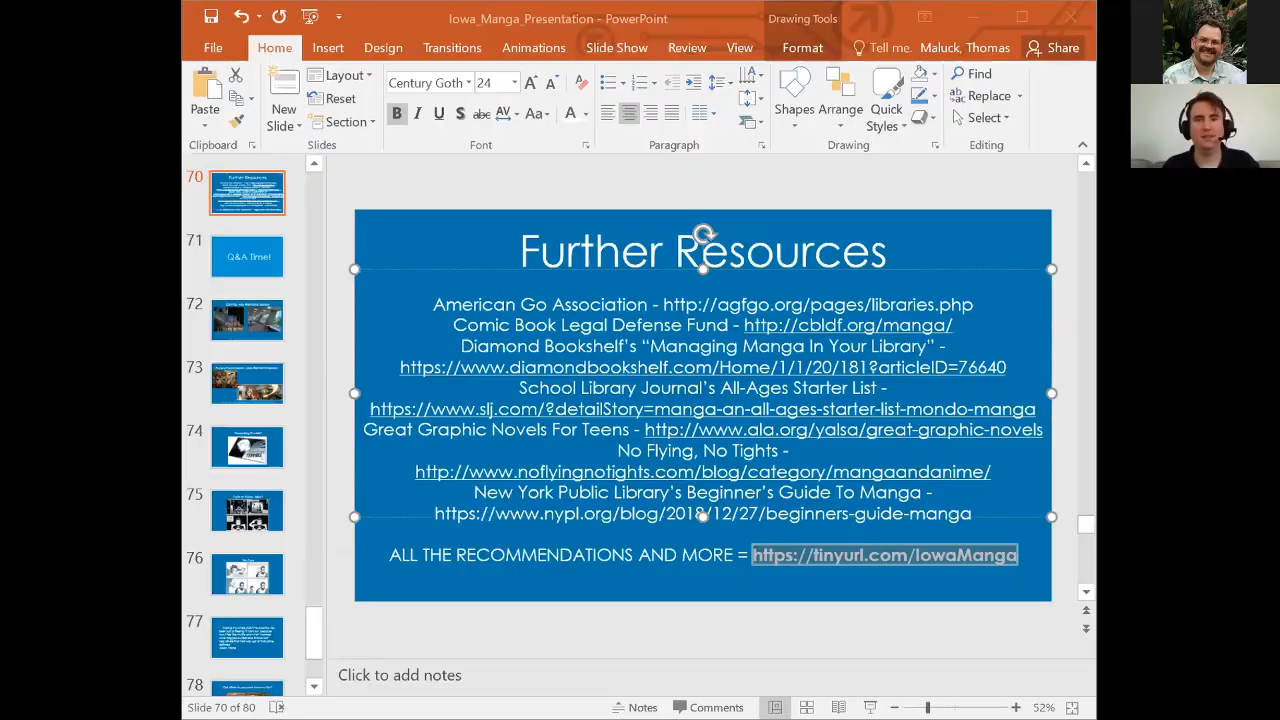 Iowa_Manga_Presentation - PowerPoint
Drawing Tools
File
Home
Insert
Design
Transitions
Animations
Slide Show
Review
View
Format
Tell me.
Maluck, Thomas
Share
Paste
Clipboard
New
Slide
Layout
Reset
Section
Slides
Century Goth
24
Font
Paragraph
Shapes
Arrange
Quick
Styles
Drawing
Find
Replace
Select
Editing
70
71
Q&A Time!
72
73
74
75
76
77
78
Further Resources
American Go Association - http://agfgo.org/pages/libraries.php
Comic Book Legal Defense Fund - http://cbldf.org/manga/
Diamond Bookshelf’s “Managing Manga In Your Library” -
https://www.diamondbookshelf.com/Home/1/1/20/181?articleID=76640
School Library Journal’s All-Ages Starter List -
https://www.slj.com/?detailStory=manga-an-all-ages-starter-list-mondo-manga
Great Graphic Novels For Teens - http://www.ala.org/yalsa/great-graphic-novels
No Flying, No Tights -
http://www.noflyingnotights.com/blog/category/mangaandanime/
New York Public Library’s Beginner’s Guide To Manga -
https://www.nypl.org/blog/2018/12/27/beginners-guide-manga
ALL THE RECOMMENDATIONS AND MORE = https://tinyurl.com/IowaManga
Click to add notes
Slide 70 of 80
Notes
Comments
52%